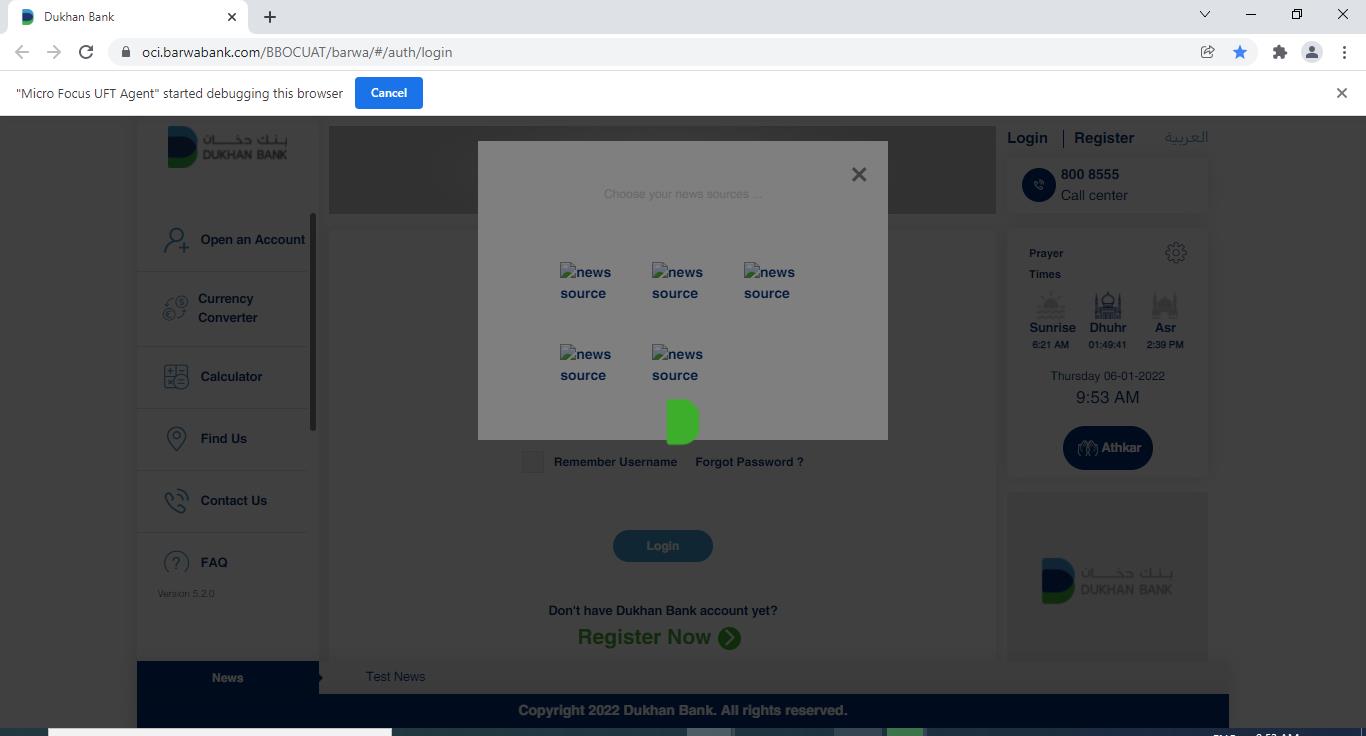 Dukhan Bank
oci.barwabank.com/BBOCUAT/barwa/#/auth/login
"Micro Focus UFT Agent" started debugging this browser
Cancel
بنك دخان
DUKHAN BANK
Open an Account
Currency
Converter
Calculator
Find Us
Contact Us
FAQ
Version 5.2.0
Choose your news sources ...
news
source
news
source
news
source
news
source
news
source
Remember Username
Forgot Password ?
Login
Don't have Dukhan Bank account yet?
Register Now
Login
Register
العربية
800 8555
Call center
Prayer
Times
Sunrise Dhuhr Asr
6:21 AM 01:49:41 2:39 PM
Thursday 06-01-2022
9:53 AM
Athkar
بنك دخان
DUKHAN BANK
News
Test News
Copyright 2022 Dukhan Bank. All rights reserved.